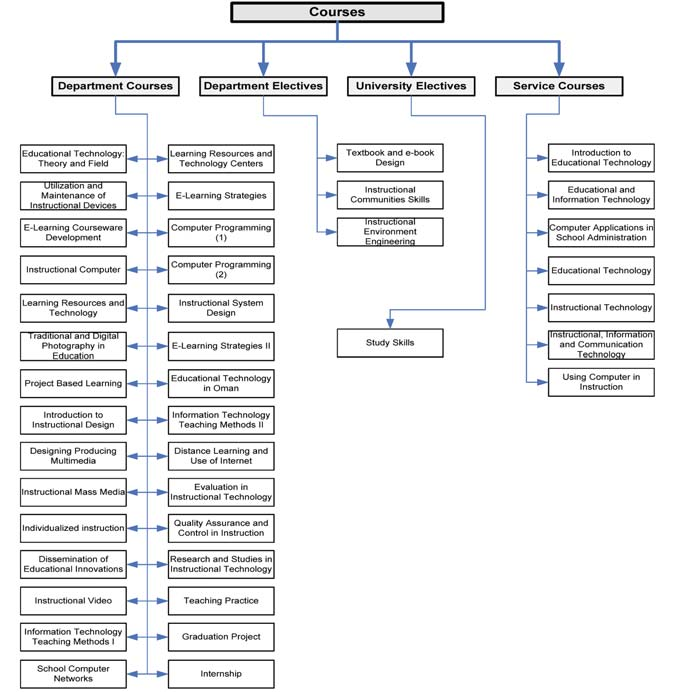 Courses
Department Courses
Department Electives
University Electives
Service Courses
Educational Technology:
Theory and Field
Learning Resources and
Technology Centers
Utilization and
Maintenance of
Instructional Devices
E-Learning Strategies
E-Learning Courseware
Development
Computer Programming
(1)
Instructional Computer
Computer Programming
(2)
Learning Resources and
Technology
Instructional System
Design
Traditional and Digital
Photography in
Education
E-Learning Strategies II
Project Based Learning
Educational Technology
in Oman
Introduction to
Instructional Design
Information Technology
Teaching Methods II
Designing Producing
Multimedia
Distance Learning and
Use of Internet
Instructional Mass Media
Evaluation in
Instructional Technology
Individualized instruction
Quality Assurance and
Control in Instruction
Dissemination of
Educational Innovations
Research and Studies in
Instructional Technology
Instructional Video
Teaching Practice
Information Technology
Teaching Methods I
Graduation Project
School Computer
Networks
Internship
Textbook and e-book
Design
Instructional
Communities Skills
Instructional
Environment
Engineering
Study Skills
Introduction to
Educational Technology
Educational and
Information Technology
Computer Applications in
School Administration
Educational Technology
Instructional Technology
Instructional, Information
and Communication
Technology
Using Computer in
Instruction